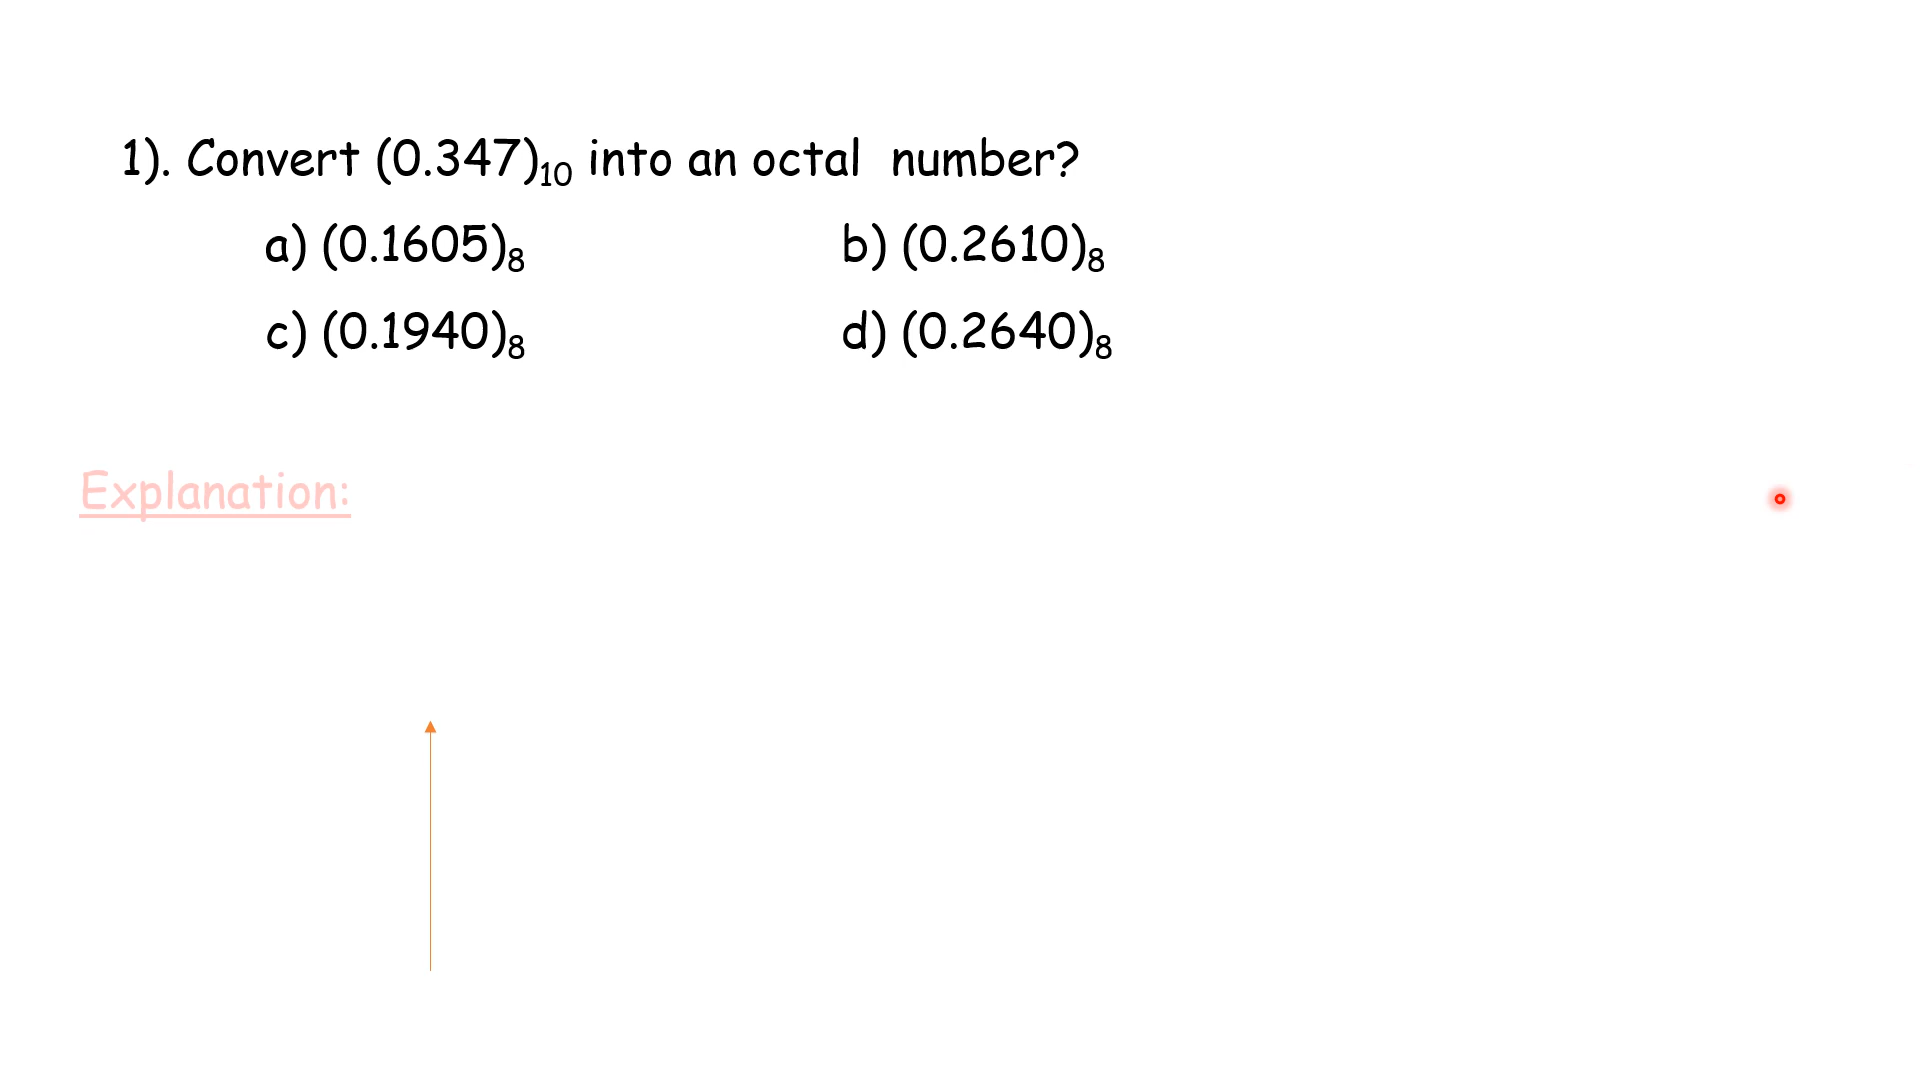 1). Convert (0.347)₁₀ into an octal  number?
a) (0.1605)₈ b) (0.2610)₈
c) (0.1940)₈ d) (0.2640)₈
Explanation: